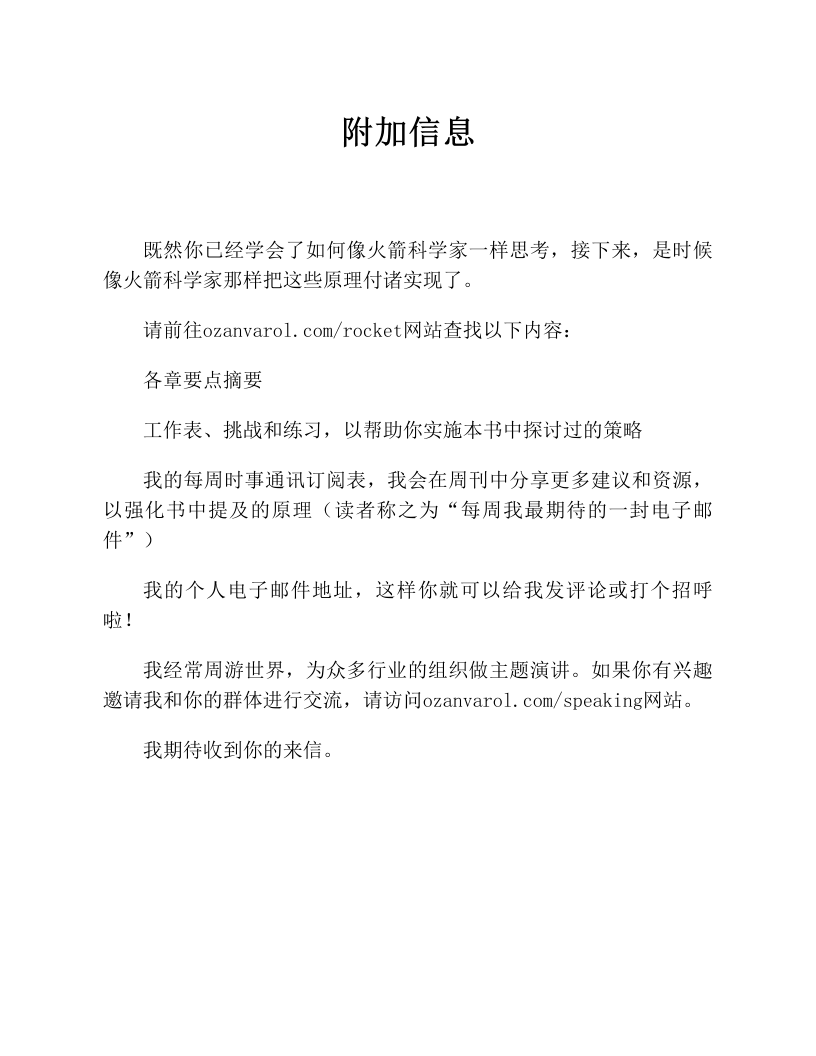 附加信息
既然你已经学会了如何像火箭科学家一样思考，接下来，是时候
像火箭科学家那样把这些原理付诸实现了。
请前往ozanvarol.com/rocket网站查找以下内容：
各章要点摘要
工作表、挑战和练习，以帮助你实施本书中探讨过的策略
我的每周时事通讯订阅表，我会在周刊中分享更多建议和资源，
以强化书中提及的原理（读者称之为“每周我最期待的一封电子邮
件”）
我的个人电子邮件地址，这样你就可以给我发评论或打个招呼
啦！
我经常周游世界，为众多行业的组织做主题演讲。如果你有兴趣
邀请我和你的群体进行交流，请访问ozanvarol.com/speaking网站。
我期待收到你的来信。